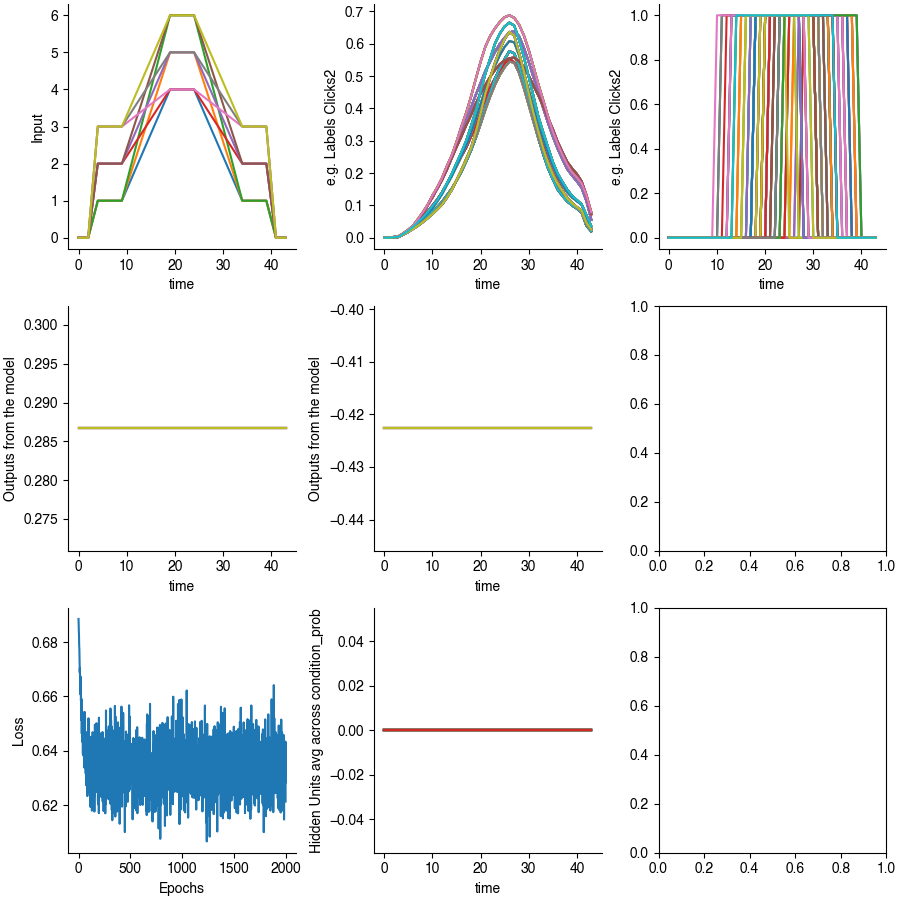 6
5
4
3
2
1
0
Input
0 10 20 30 40
time
0.7
0.6
0.5
0.4
0.3
0.2
0.1
0.0
e.g. Labels Clicks2
0 10 20 30 40
time
1.0
0.8
0.6
0.4
0.2
0.0
e.g. Labels Clicks2
0 10 20 30 40
time
0.300
0.295
0.290
0.285
0.280
0.275
Outputs from the model
0 10 20 30 40
time
−0.40
−0.41
−0.42
−0.43
−0.44
Outputs from the model
0 10 20 30 40
time
1.0
0.8
0.6
0.4
0.2
0.0
0.0 0.2 0.4 0.6 0.8 1.0
0.68
0.66
0.64
0.62
Loss
0 500 1000 1500 2000
Epochs
0.04
0.02
0.00
−0.02
−0.04
Hidden Units avg across condition_prob
0 10 20 30 40
time
1.0
0.8
0.6
0.4
0.2
0.0
0.0 0.2 0.4 0.6 0.8 1.0